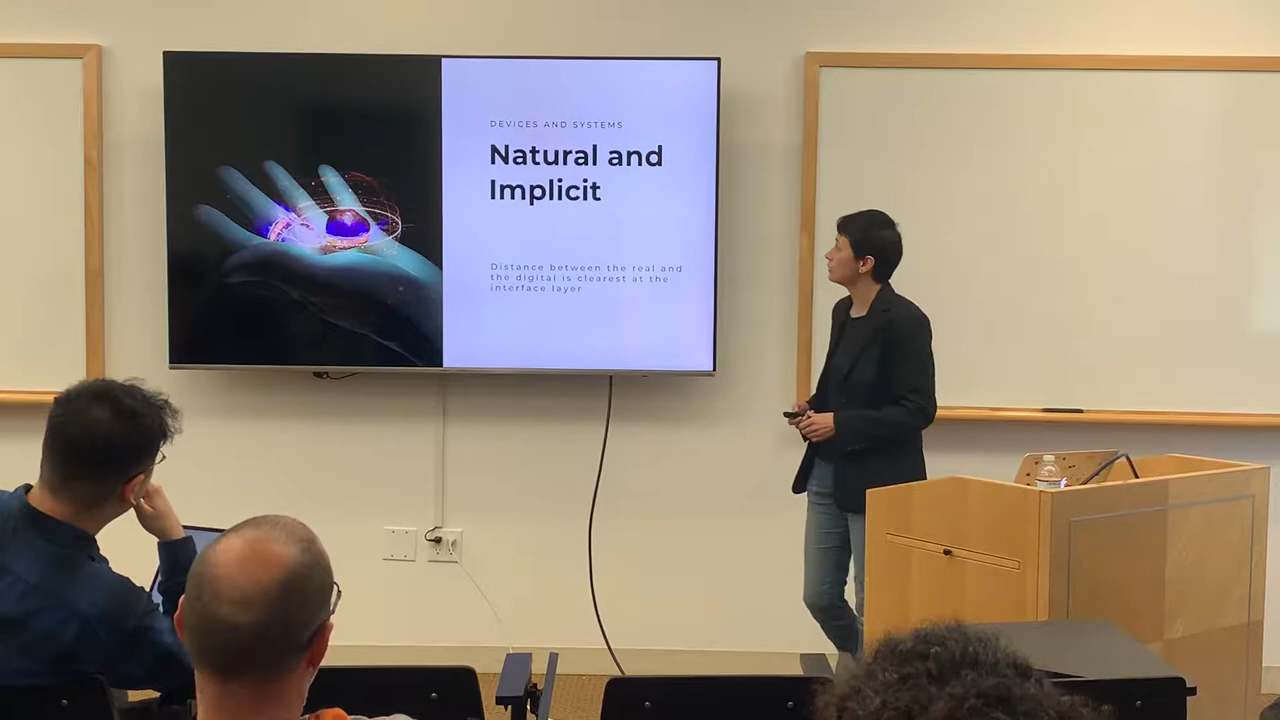 DEVICES AND SYSTEMS
Natural and
Implicit
Distance between the real and
the digital is clearest at the
interface layer